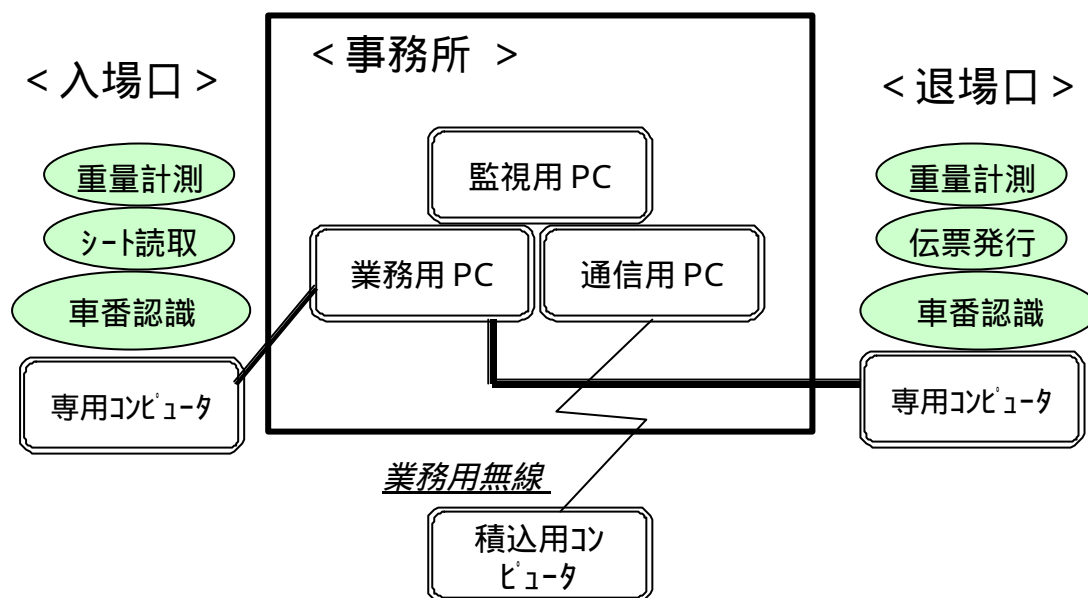 <入場口>
重量計測
ｼｰﾄ読取
車番認識
専用ｺﾝﾋﾟｭｰﾀ
<事務所 >
監視用 PC
業務用 PC
通信用 PC
業務用無線
積込用ｺﾝ
ﾋﾟｭｰﾀ
<退場口>
重量計測
伝票発行
車番認識
専用ｺﾝﾋﾟｭｰﾀ